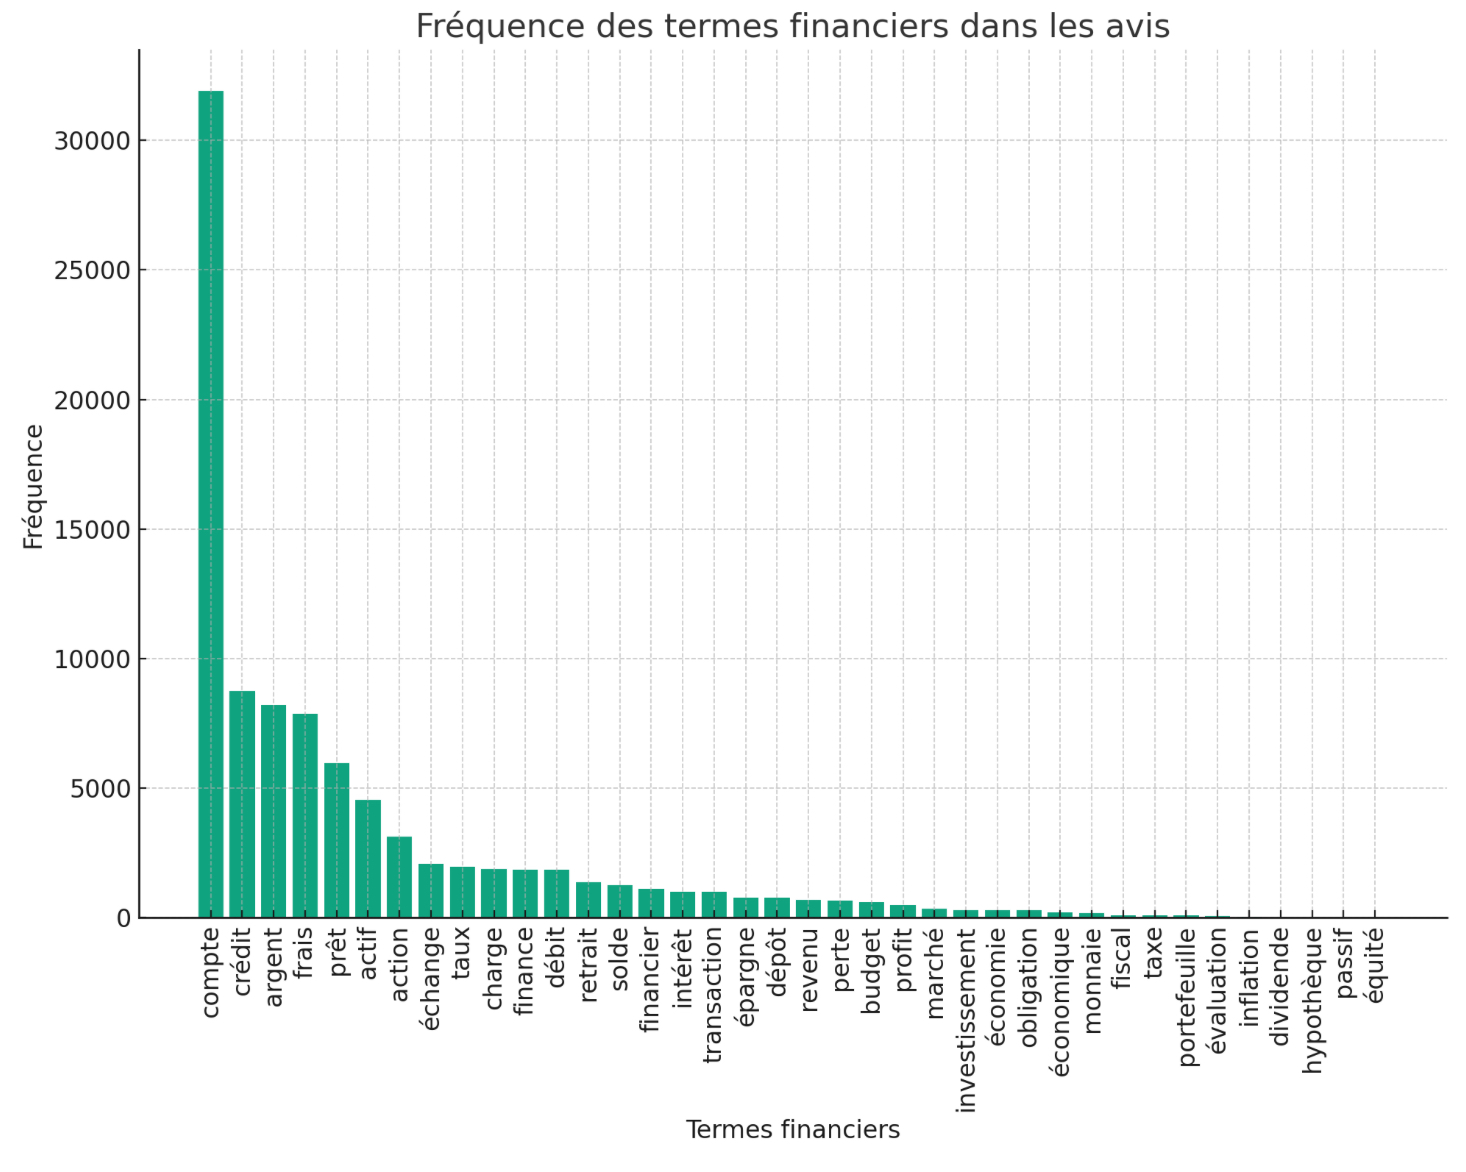 Fréquence des termes financiers dans les avis
Fréquence
30000
25000
20000
15000
10000
5000
0
compte
crédit
argent
frais
prêt
actif
action
échange
taux
charge
finance
débit
retrait
solde
financier
intérêt
transaction
épargne
dépôt
revenu
perte
budget
profit
marché
investissement
économie
obligation
économique
monnaie
fiscal
taxe
portefeuille
évaluation
inflation
dividende
hypothèque
passif
équité
Termes financiers